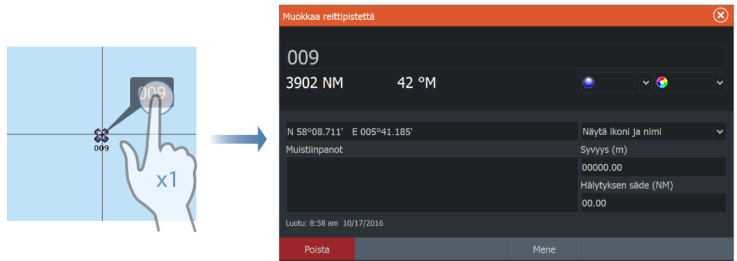 009
009
x1
Muokkaa reittipistettä
009
3902 NM 42 °M
N 58°08.711' E 005°41.185' Näytä ikoni ja nimi
Muistiinpanot Syvyys (m)
00000.00
Hälytyksen säde (NM)
00.00
Luotu: 8:58 am 10/17/2016
Poista Mene